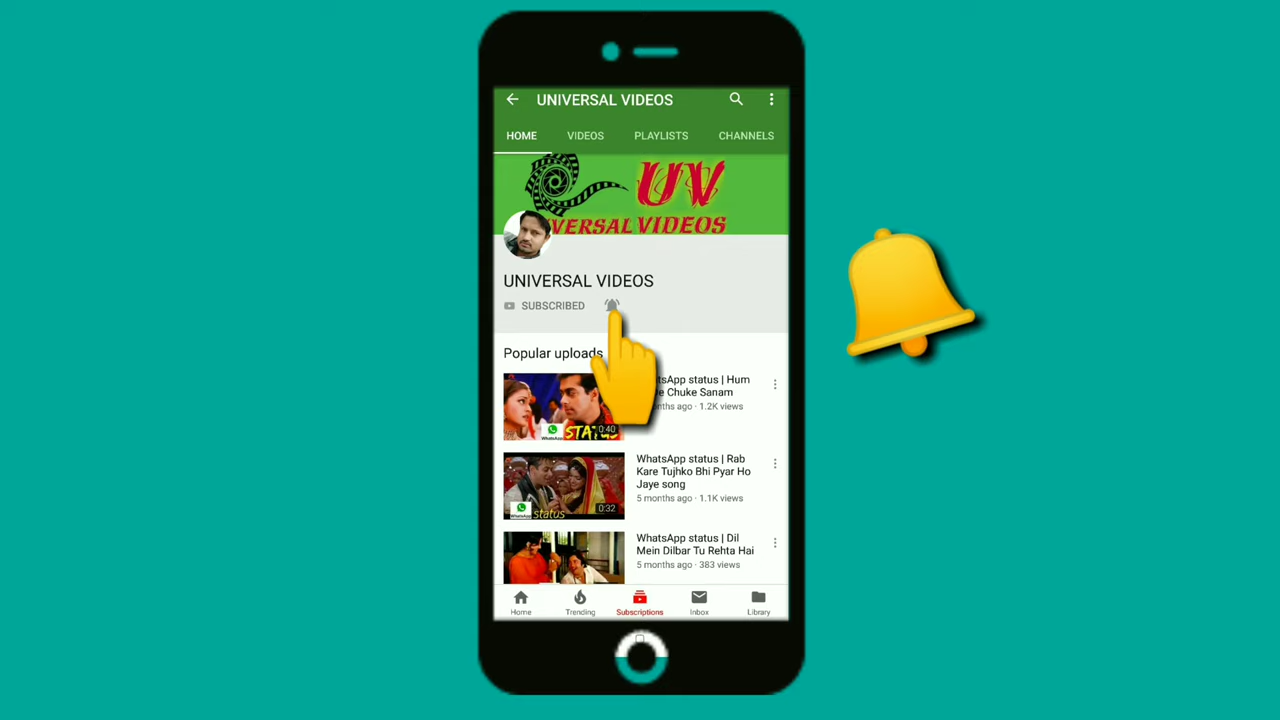 UNIVERSAL VIDEOS
HOME VIDEOS PLAYLISTS CHANNELS
UV
VERSAL VIDEOS
UNIVERSAL VIDEOS
SUBSCRIBED
Popular uploads
tsApp status | Hum
e Chuke Sanam
onths ago · 1.2K views
0:40
WhatsApp
STATUS
WhatsApp status | Rab
Kare Tujhko Bhi Pyar Ho
Jaye song
5 months ago · 1.1K views
0:32
status
WhatsApp status | Dil
Mein Dilbar Tu Rehta Hai
5 months ago · 383 views
Home Trending Subscriptions Inbox Library